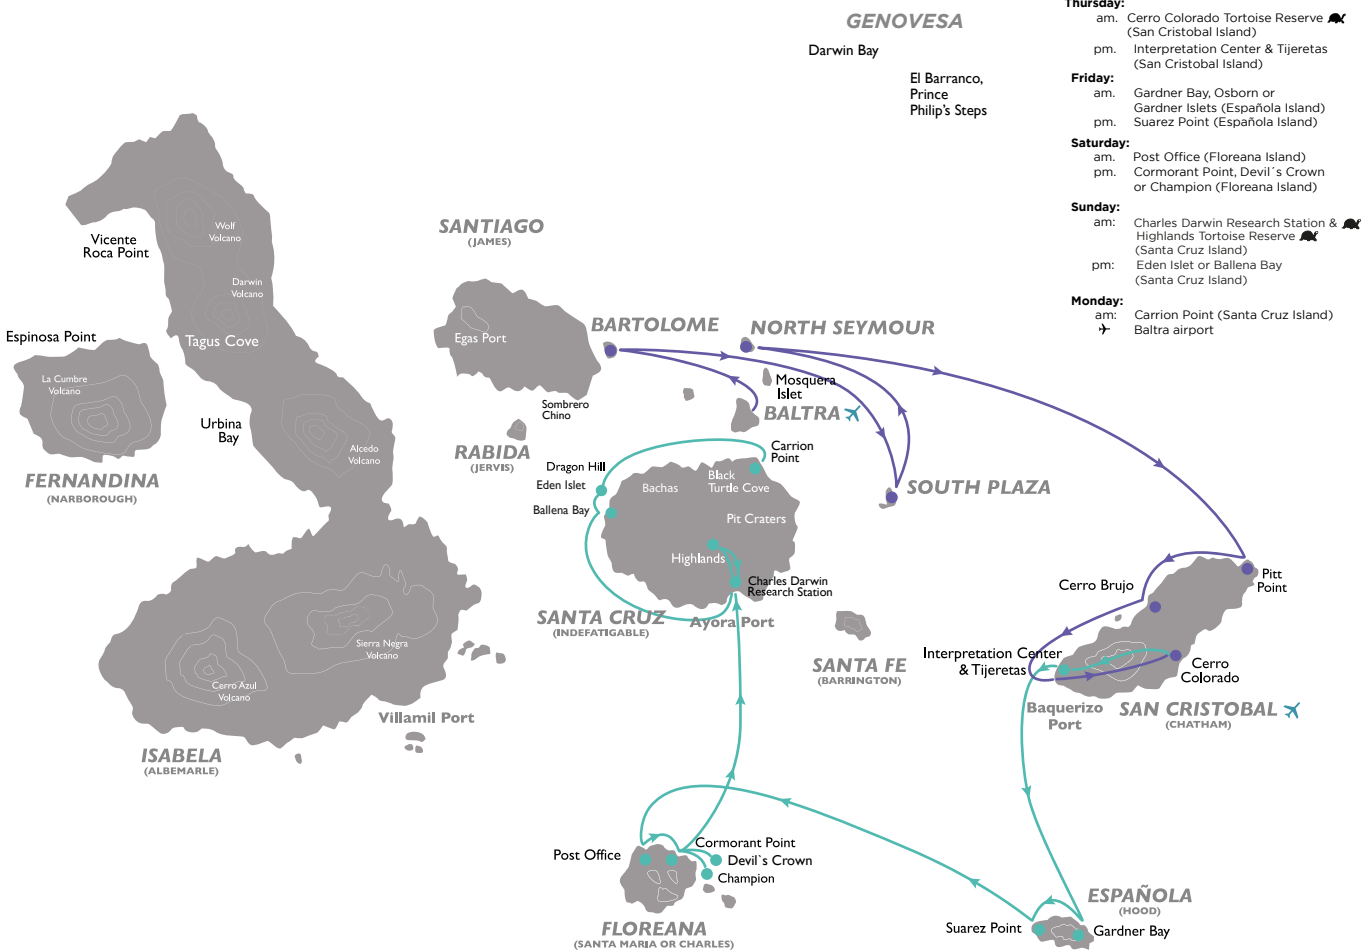 GENOVESA
Darwin Bay
El Barranco,
Prince
Philip's Steps
Thursday:
am. Cerro Colorado Tortoise Reserve
(San Cristobal Island)
pm. Interpretation Center & Tijeretas
(San Cristobal Island)
Friday:
am. Gardner Bay, Osborn or
Gardner Islets (Española Island)
pm. Suarez Point (Española Island)
Saturday:
am. Post Office (Floreana Island)
pm. Cormorant Point, Devil´s Crown
or Champion (Floreana Island)
Sunday:
am: Charles Darwin Research Station &
Highlands Tortoise Reserve
(Santa Cruz Island)
pm: Eden Islet or Ballena Bay
(Santa Cruz Island)
Monday:
am: Carrion Point (Santa Cruz Island)
Baltra airport
Wolf
Volcano
Vicente
Roca Point
Darwin
Volcano
Tagus Cove
Espinosa Point
La Cumbre
Volcano
Urbina
Bay
Alcedo
Volcano
FERNANDINA
(NARBOROUGH)
SANTIAGO
(JAMES)
Egas Port
BARTOLOME
NORTH SEYMOUR
Mosquera
Islet
Sombrero
Chino
BALTRA
RABIDA
(JERVIS)
Carrion
Point
Dragon Hill
Eden Islet
Ballena Bay
Bachas
Black
Turtle Cove
Pit Craters
SOUTH PLAZA
Highlands
Charles Darwin
Research Station
SANTA CRUZ
(INDEFATIGABLE)
Ayora Port
Cerro Brujo
Pitt
Point
SANTA FE
(BARRINGTON)
Interpretation Center
& Tijeretas
Cerro
Colorado
Baquerizo
Port
SAN CRISTOBAL
(CHATHAM)
Sierra Negra
Volcano
Cerro Azul
Volcano
Villamil Port
ISABELA
(ALBEMARLE)
Post Office
Cormorant Point
Devil`s Crown
Champion
FLOREANA
(SANTA MARIA OR CHARLES)
ESPAÑOLA
(HOOD)
Suarez Point
Gardner Bay